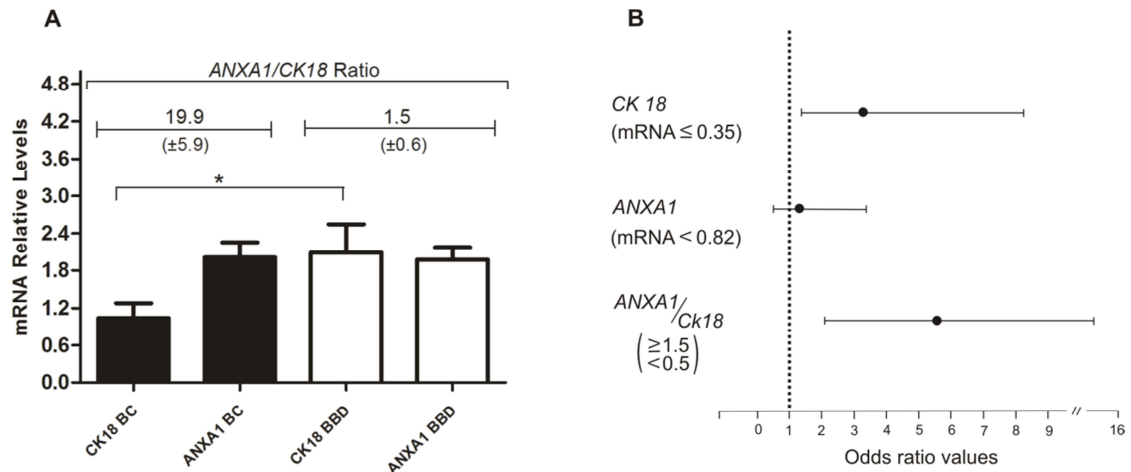 A
ANXA1/CK18 Ratio
19.9
(±5.9)
1.5
(±0.6)
*
mRNA Relative Levels
4.8
4.2
3.6
3.0
2.4
1.8
1.2
0.6
0.0
CK18 BC
ANXA1 BC
CK18 BBD
ANXA1 BBD
B
CK 18
(mRNA ≤ 0.35)
ANXA1
(mRNA < 0.82)
ANXA1/
Ck18
(≥1.5
<0.5)
0 1 2 3 4 5 6 7 8 9 // 16
Odds ratio values